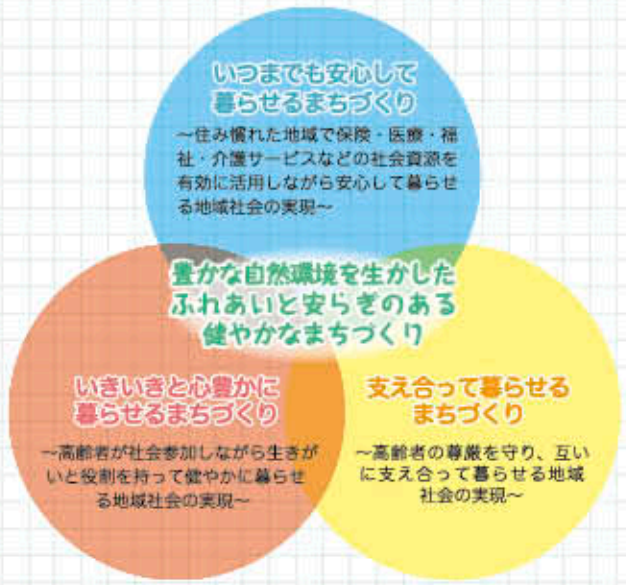 いつまでも安心して
暮らせるまちづくり
～住み慣れた地域で保険・医療・福
祉・介護サービスなどの社会資源を
有効に活用しながら安心して暮らせ
る地域社会の実現～
豊かな自然環境を生かした
ふれあいと安らぎのある
健やかなまちづくり
いきいきと心豊かに
暮らせるまちづくり
～高齢者が社会参加しながら生きが
いと役割を持って健やかに暮らせ
る地域社会の実現～
支え合って暮らせる
まちづくり
～高齢者の尊厳を守り、互い
に支え合って暮らせる地域
社会の実現～